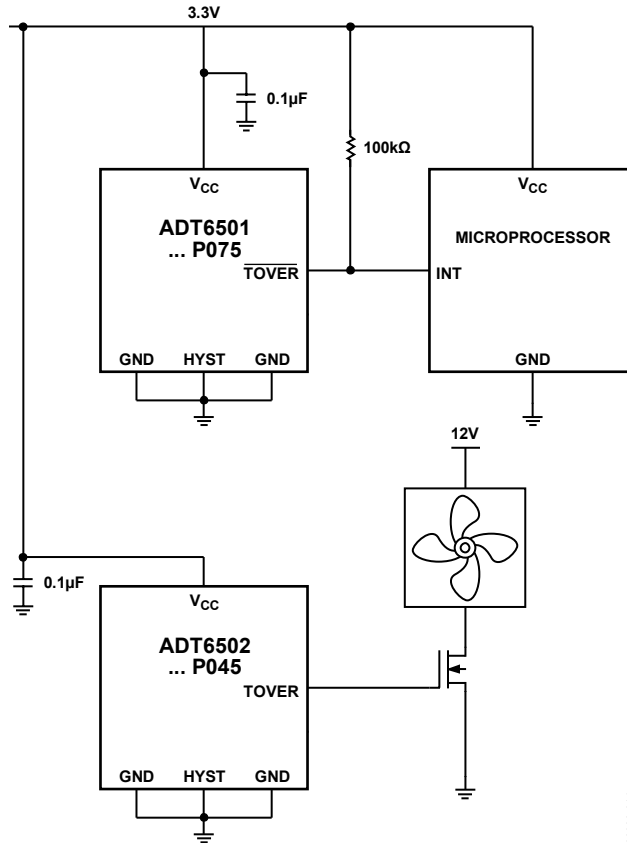 3.3V
0.1µF
100kΩ
VCC
ADT6501
... P075
TOVER
GND HYST GND
VCC
MICROPROCESSOR
INT
GND
12V
0.1µF
VCC
ADT6502
... P045
TOVER
GND HYST GND